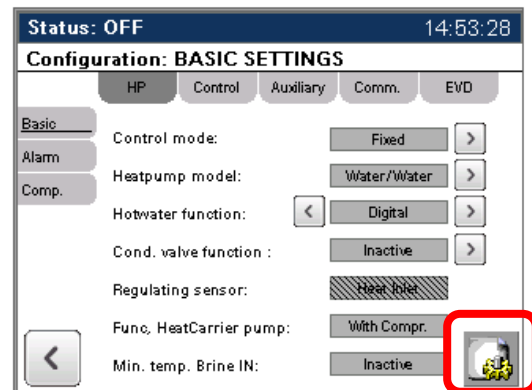 Status: OFF 14:53:28
Configuration: BASIC SETTINGS
HP Control Auxiliary Comm. EVD
Basic
Alarm
Comp.
Control mode: Fixed >
Heatpump model: Water/Water >
Hotwater function: < Digital >
Cond. valve function : Inactive >
Regulating sensor: Heat Inlet
Func, HeatCarrier pump: With Compr.
Min. temp. Brine IN: Inactive
<